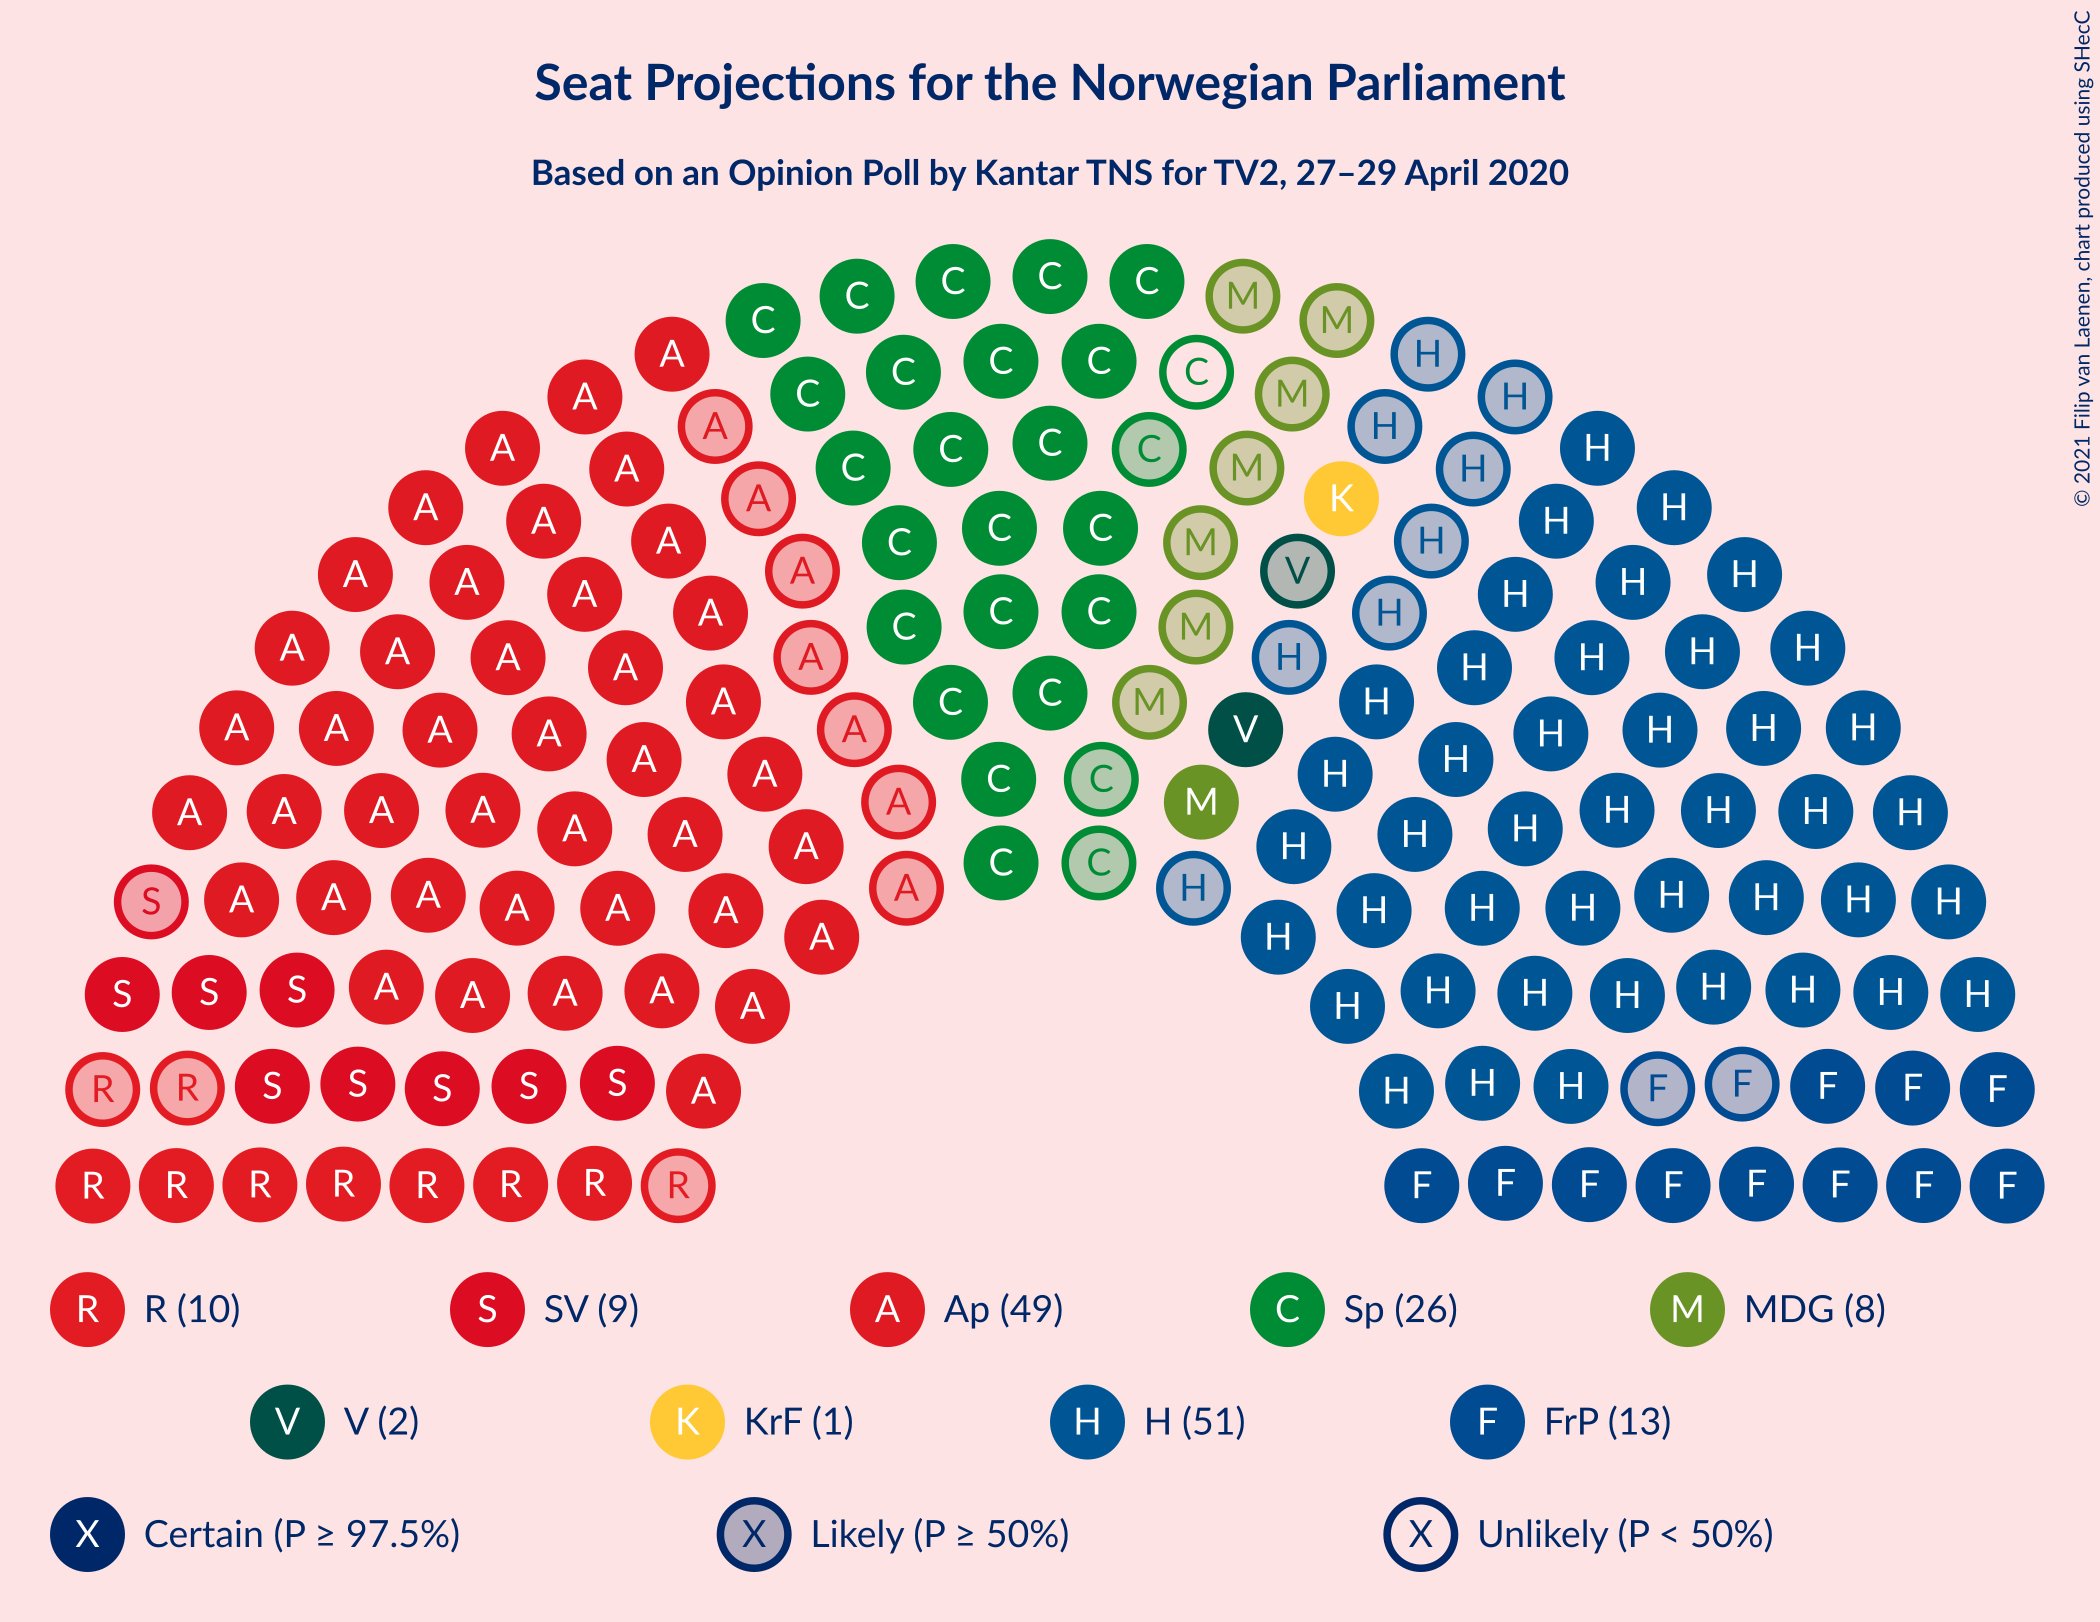 Seat Projections for the Norwegian Parliament
Based on an Opinion Poll by Kantar TNS for TV2, 27–29 April 2020
© 2021 Filip van Laenen, chart produced using SHecC
C C C C C C C M M
A A H H
C C C C C M
A A H H
C C C C M
A A A K H H H
A A A C C C M V H H H
A A A A C C C M H H H H
A A A A A C C M H H H H H
A A A A A A V H H H H H H
A A A A A A A C C M H H H H H H H
S A A A A A A A C C H H H H H H H H
S S S A A A A A A H H H H H H H H H
R R S S S S S A H H H F F F F F
R R R R R R R R F F F F F F F F
R R (10) S SV (9) A Ap (49) C Sp (26) M MDG (8)
V V (2) K KrF (1) H H (51) F FrP (13)
X Certain (P ≥ 97.5%) X Likely (P ≥ 50%) X Unlikely (P < 50%)